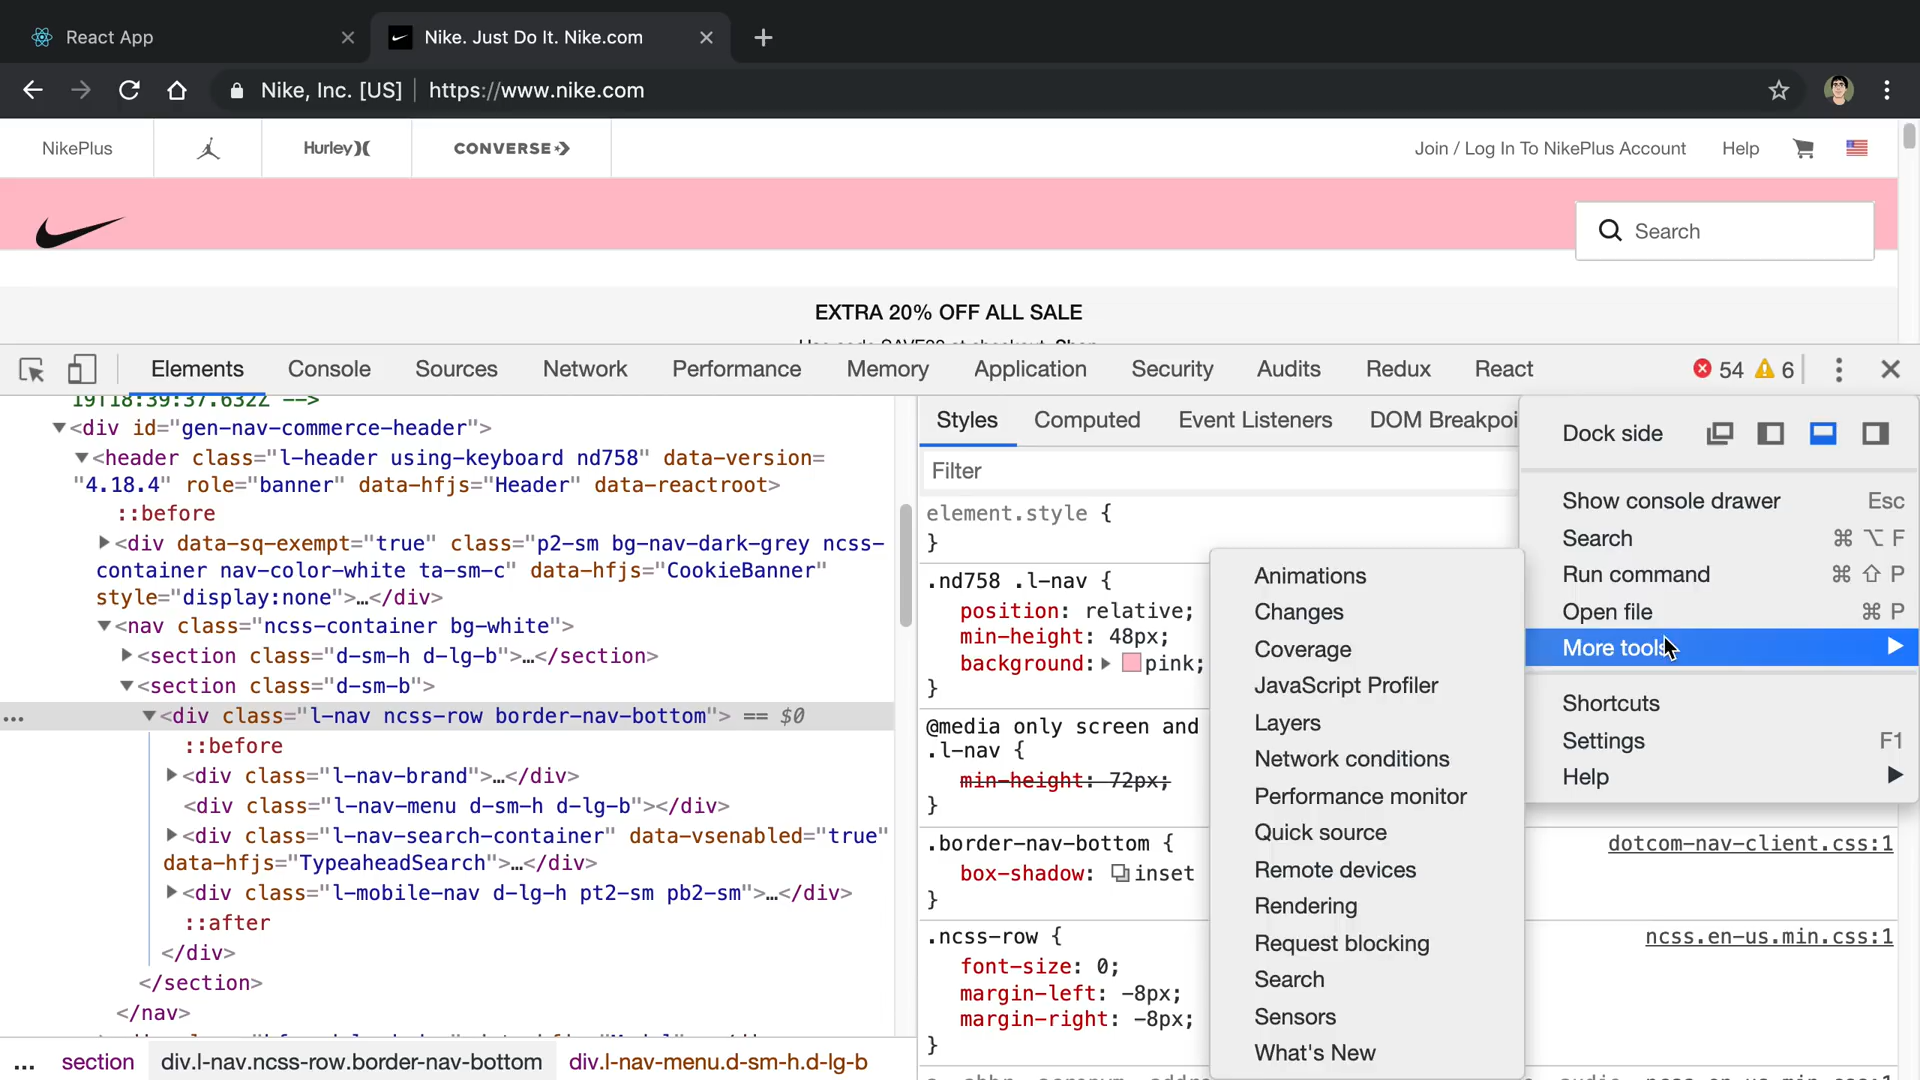 React App
Nike. Just Do It. Nike.com
Nike, Inc. [US] https://www.nike.com
NikePlus
Hurley
CONVERSE
Join / Log In To NikePlus Account
Help
Search
EXTRA 20% OFF ALL SALE
Elements
Console
Sources
Network
Performance
Memory
Application
Security
Audits
Redux
React
54
6
19T18:39:37.632Z -->
<div id="gen-nav-commerce-header">
<header class="l-header using-keyboard nd758" data-version=
"4.18.4" role="banner" data-hfjs="Header" data-reactroot>
::before
<div data-sq-exempt="true" class="p2-sm bg-nav-dark-grey ncss-
container nav-color-white ta-sm-c" data-hfjs="CookieBanner"
style="display:none">…</div>
<nav class="ncss-container bg-white">
<section class="d-sm-h d-lg-b">…</section>
<section class="d-sm-b">
... <div class="l-nav ncss-row border-nav-bottom"> == $0
::before
<div class="l-nav-brand">…</div>
<div class="l-nav-menu d-sm-h d-lg-b"></div>
<div class="l-nav-search-container" data-vsenabled="true"
data-hfjs="TypeaheadSearch">…</div>
<div class="l-mobile-nav d-lg-h pt2-sm pb2-sm">…</div>
::after
</div>
</section>
</nav>
... section div.l-nav.ncss-row.border-nav-bottom div.l-nav-menu.d-sm-h.d-lg-b
Styles
Computed
Event Listeners
DOM Breakpoi
Filter
element.style {
}
.nd758 .l-nav {
position: relative;
min-height: 48px;
background: pink;
}
@media only screen and
.l-nav {
min-height: 72px;
}
.border-nav-bottom {
dotcom-nav-client.css:1
box-shadow: inset
}
.ncss-row {
ncss.en-us.min.css:1
font-size: 0;
margin-left: -8px;
margin-right: -8px;
}
Animations
Changes
Coverage
JavaScript Profiler
Layers
Network conditions
Performance monitor
Quick source
Remote devices
Rendering
Request blocking
Search
Sensors
What's New
Dock side
Show console drawer Esc
Search ⌘ ⌥ F
Run command ⌘ ⇧ P
Open file ⌘ P
More tools
Shortcuts
Settings F1
Help